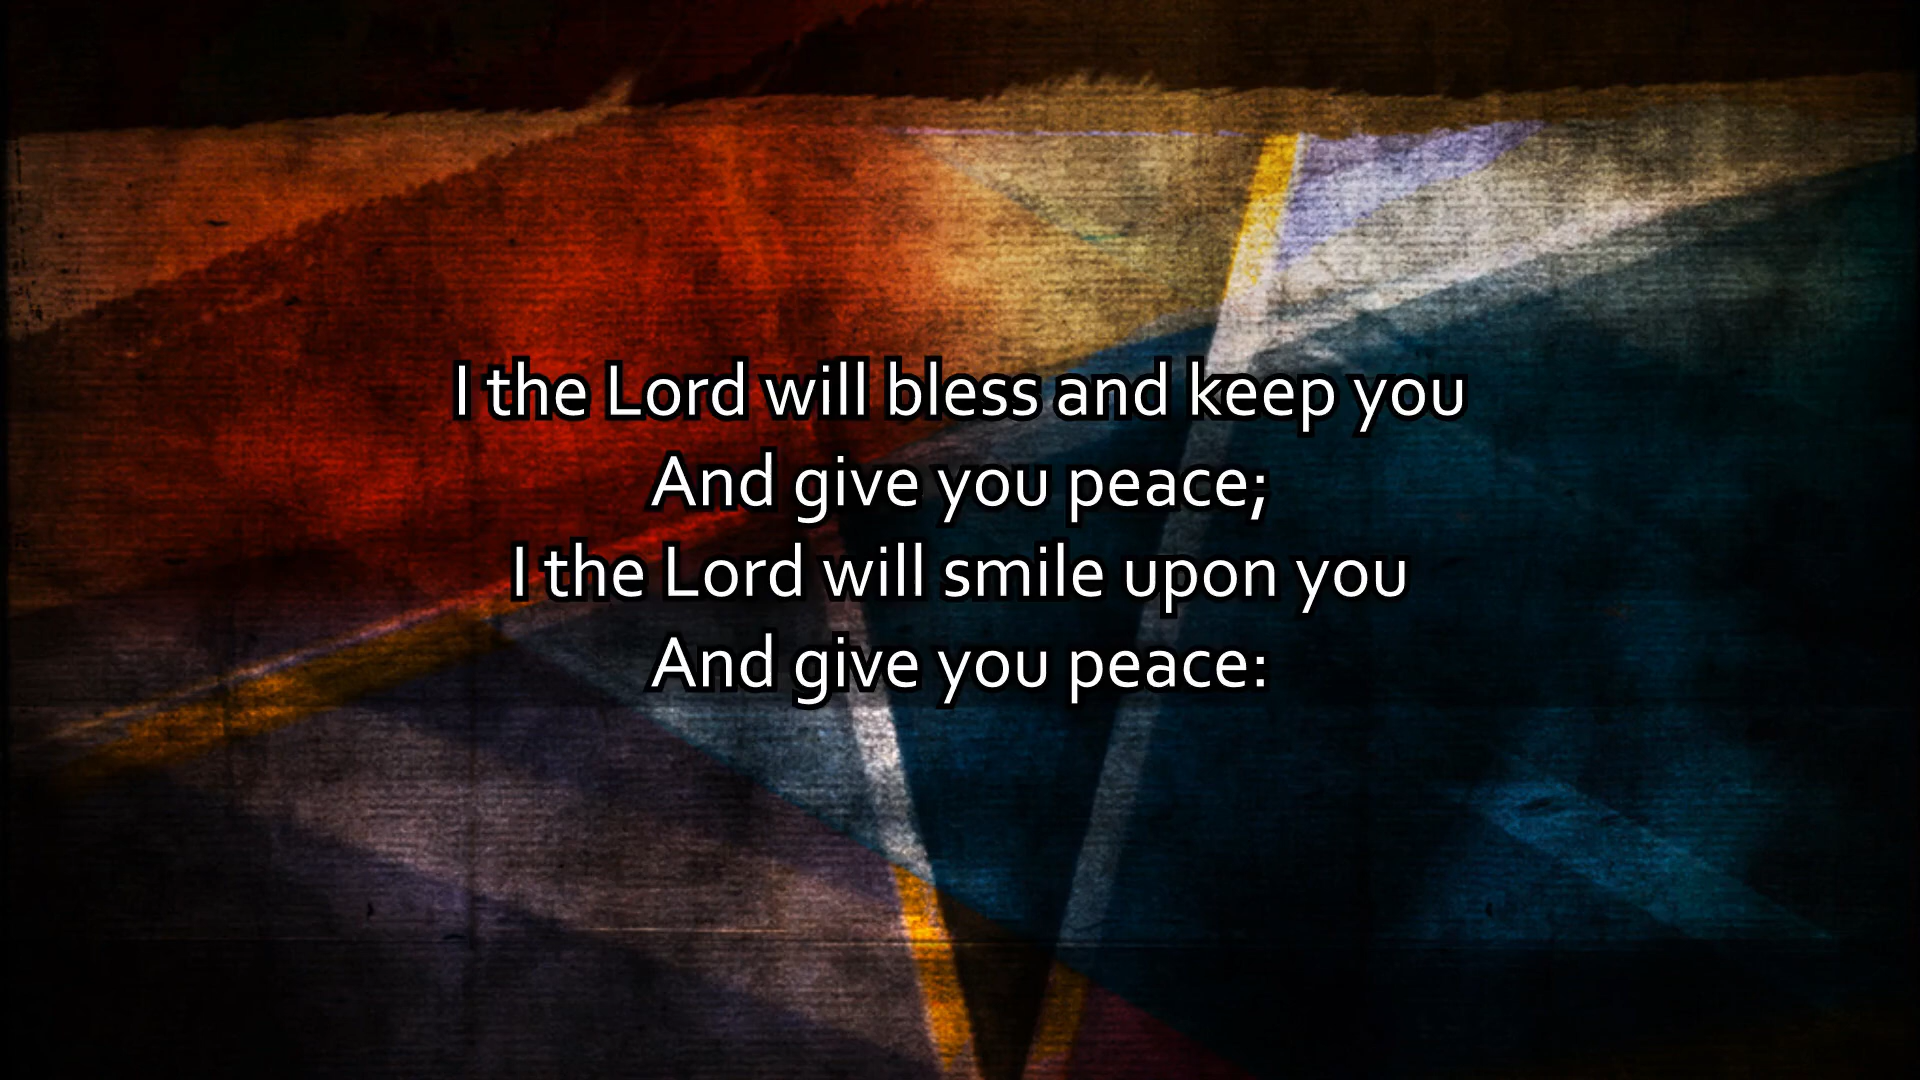 I the Lord will bless and keep you
And give you peace;
I the Lord will smile upon you
And give you peace: